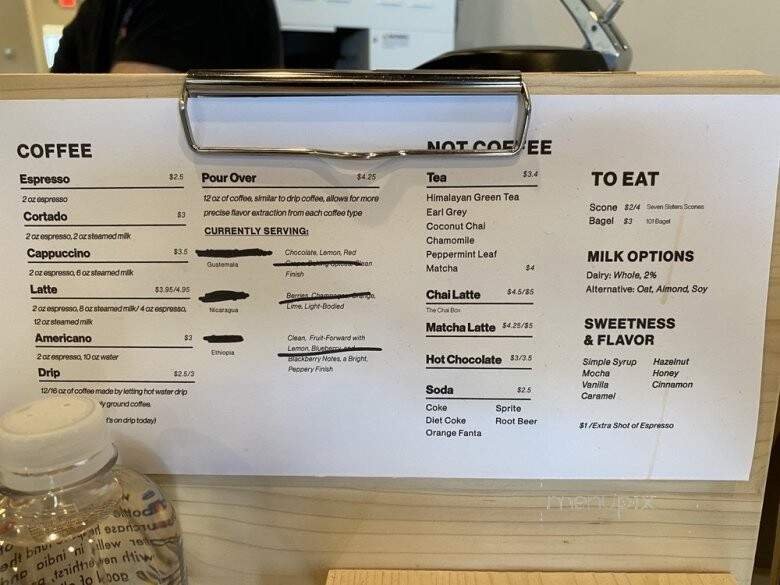 COFFEE
Espresso $2.5
2 oz espresso
Cortado $3
2 oz espresso, 2 oz steamed milk
Cappuccino $3.5
2 oz espresso, 6 oz steamed milk
Latte $3.95/4.95
2 oz espresso, 8 oz steamed milk/ 4 oz espresso,
12 oz steamed milk
Americano $3
2 oz espresso, 10 oz water
Drip $2.5/3
12/16 oz of coffee made by letting hot water drip
ly ground coffee.
t's on drip today)
Pour Over $4.25
12 oz of coffee, similar to drip coffee, allows for more
precise flavor extraction from each coffee type
CURRENTLY SERVING:
Guatemala
Chocolate, Lemon, Red
Finish
Nicaragua
Berries, Champagne, Orange,
Lime, Light-Bodied
Ethiopia
Clean, Fruit-Forward with
Lemon, Blueberry, and
Blackberry Notes, a Bright,
Peppery Finish
NOT COFFEE
Tea $3.4
Himalayan Green Tea
Earl Grey
Coconut Chai
Chamomile
Peppermint Leaf
Matcha $4
Chai Latte $4.5/$5
The Chai Box
Matcha Latte $4.25/$5
Hot Chocolate $3/3.5
Soda $2.5
Coke Sprite
Diet Coke Root Beer
Orange Fanta
TO EAT
Scone $2/4 Seven Sisters Scones
Bagel $3 101 Bagel
MILK OPTIONS
Dairy: Whole, 2%
Alternative: Oat, Almond, Soy
SWEETNESS
& FLAVOR
Simple Syrup Hazelnut
Mocha Honey
Vanilla Cinnamon
Caramel
$1/Extra Shot of Espresso
menupix